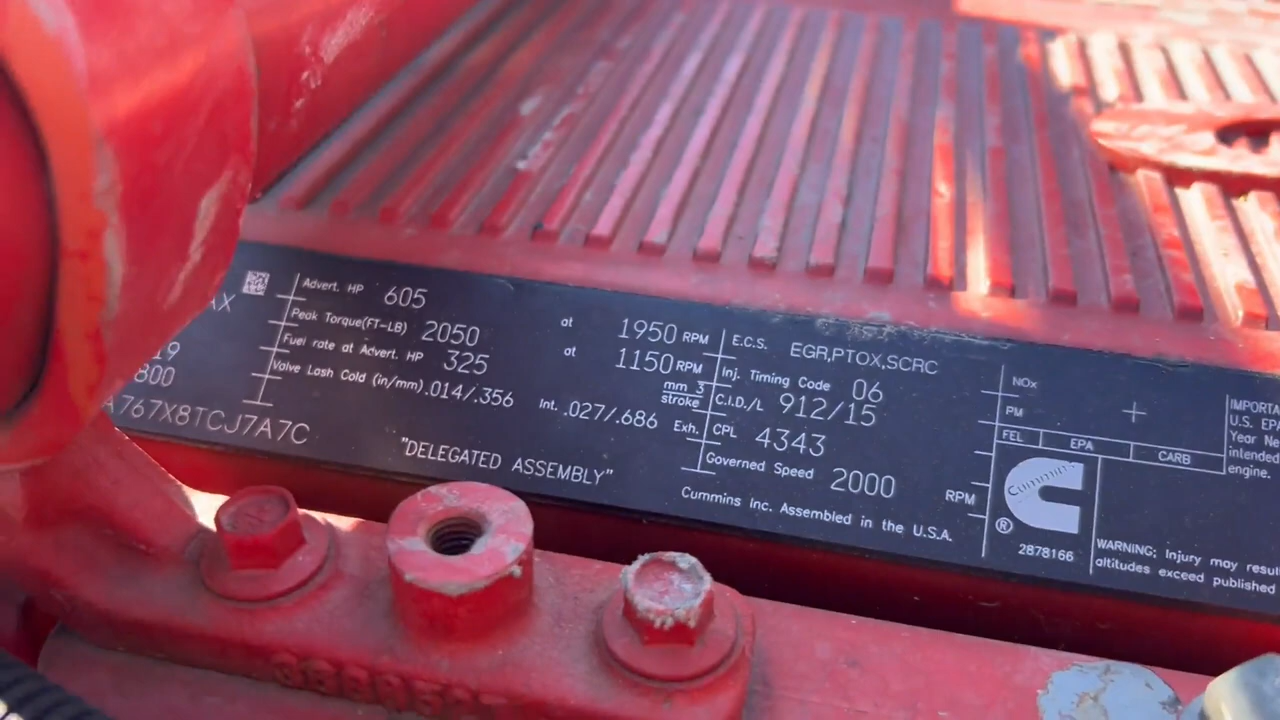 Advert. HP 605 at 1950 RPM
Peak Torque(FT-LB) 2050 at 1150 RPM
Fuel rate at Advert. HP 325 mm 3 stroke
Valve Lash Cold (in/mm) .014/.356 Int. .027/.686 Exh.
19
800
A767X8TCJ7A7C
"DELEGATED ASSEMBLY"
E.C.S. EGR,PTOX,SCRC
Inj. Timing Code 06
C.I.D./L 912/15
CPL 4343
Governed Speed 2000 RPM
Cummins Inc. Assembled in the U.S.A.
NOx
PM
FEL EPA CARB
Cummins
®
2878166
U.S. EPA
Year Ne
intended
engine.
WARNING: Injury may resul
altitudes exceed published